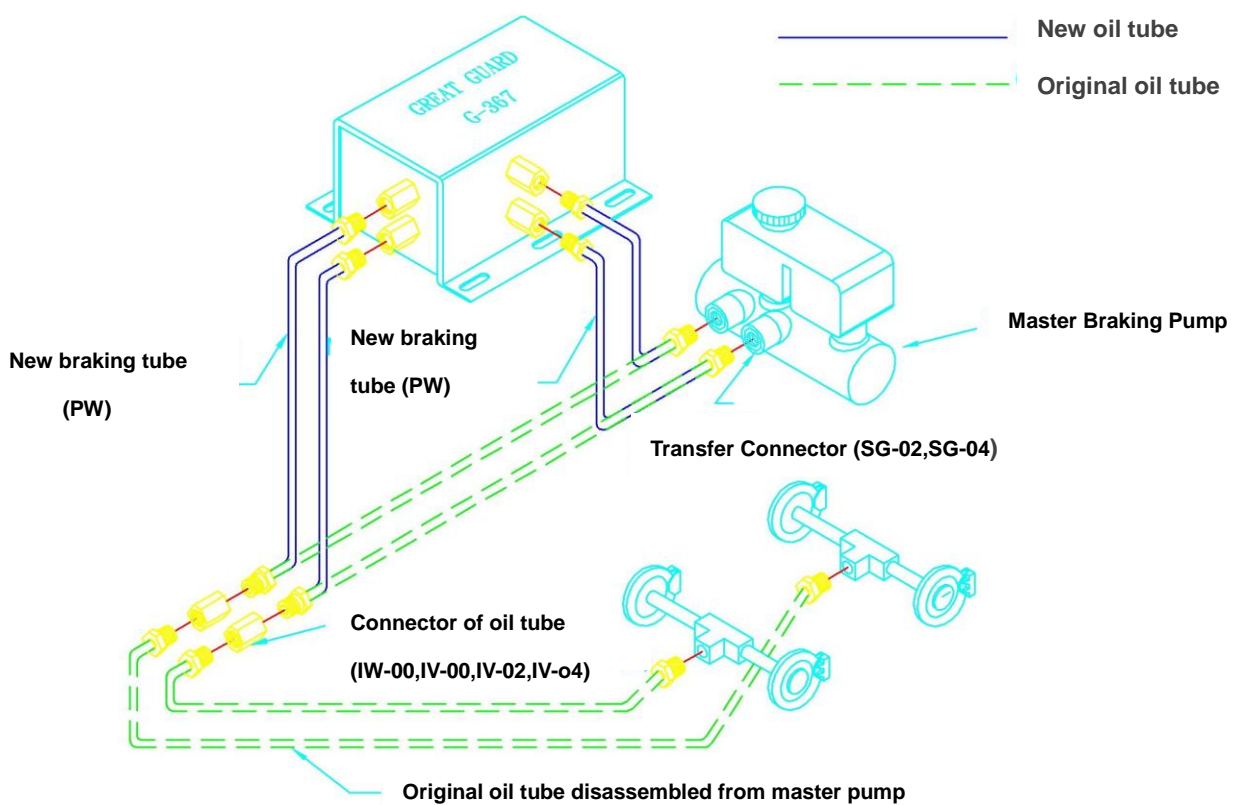 New oil tube
Original oil tube
GREAT GUARD
G-367
Master Braking Pump
New braking tube
(PW)
New braking
tube (PW)
Transfer Connector (SG-02,SG-04)
Connector of oil tube
(IW-00,IV-00,IV-02,IV-o4)
Original oil tube disassembled from master pump